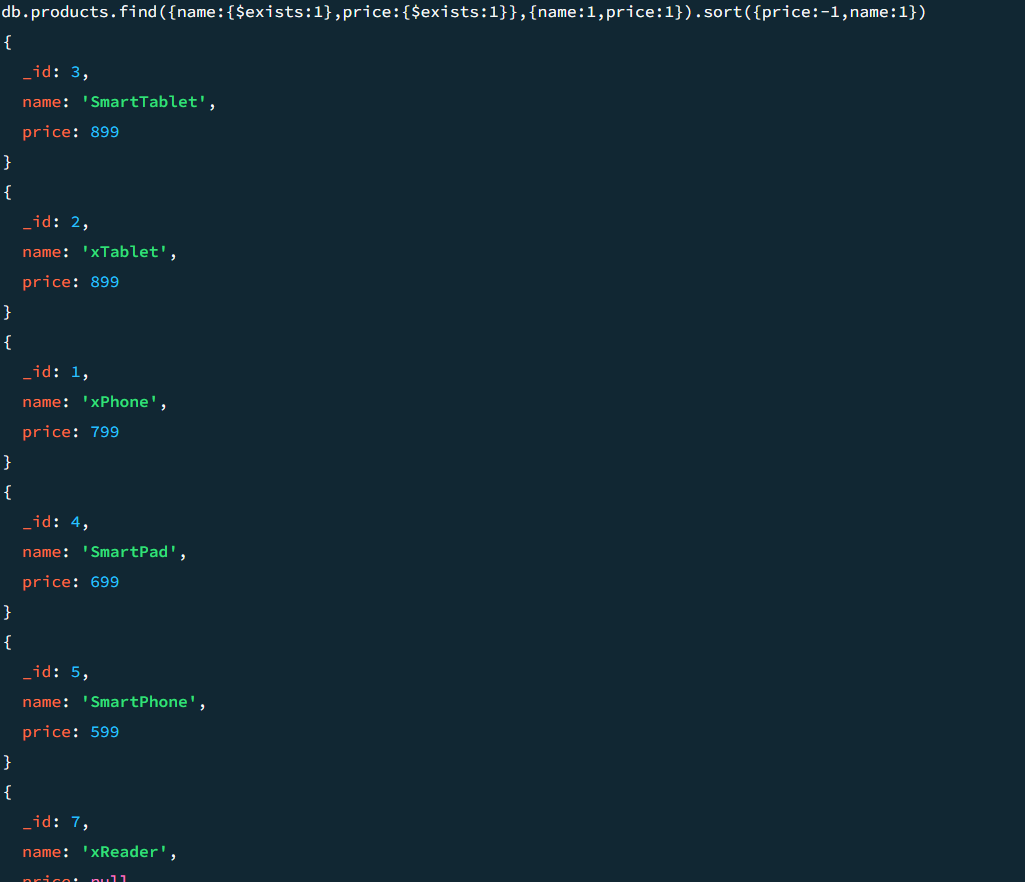 db.products.find({name:{$exists:1},price:{$exists:1}},{name:1,price:1}).sort({price:-1,name:1})
{
  _id: 3,
  name: 'SmartTablet',
  price: 899
}
{
  _id: 2,
  name: 'xTablet',
  price: 899
}
{
  _id: 1,
  name: 'xPhone',
  price: 799
}
{
  _id: 4,
  name: 'SmartPad',
  price: 699
}
{
  _id: 5,
  name: 'SmartPhone',
  price: 599
}
{
  _id: 7,
  name: 'xReader',
  price: null